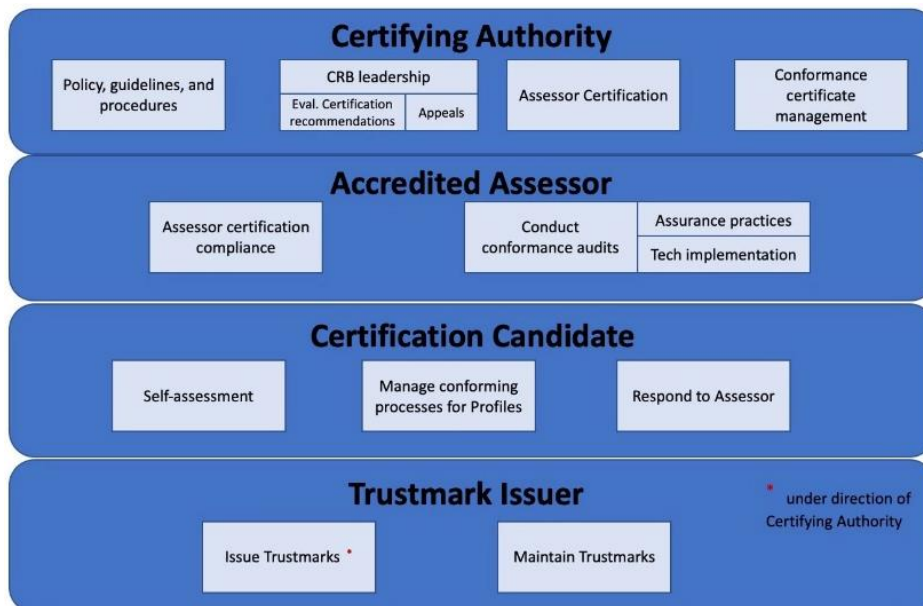 Certifying Authority
Policy, guidelines, and
procedures
CRB leadership
Eval. Certification
recommendations
Appeals
Assessor Certification
Conformance
certificate
management
Accredited Assessor
Assessor certification
compliance
Conduct
conformance audits
Assurance practices
Tech implementation
Certification Candidate
Self-assessment
Manage conforming
processes for Profiles
Respond to Assessor
Trustmark Issuer
* under direction of
Certifying Authority
Issue Trustmarks *
Maintain Trustmarks